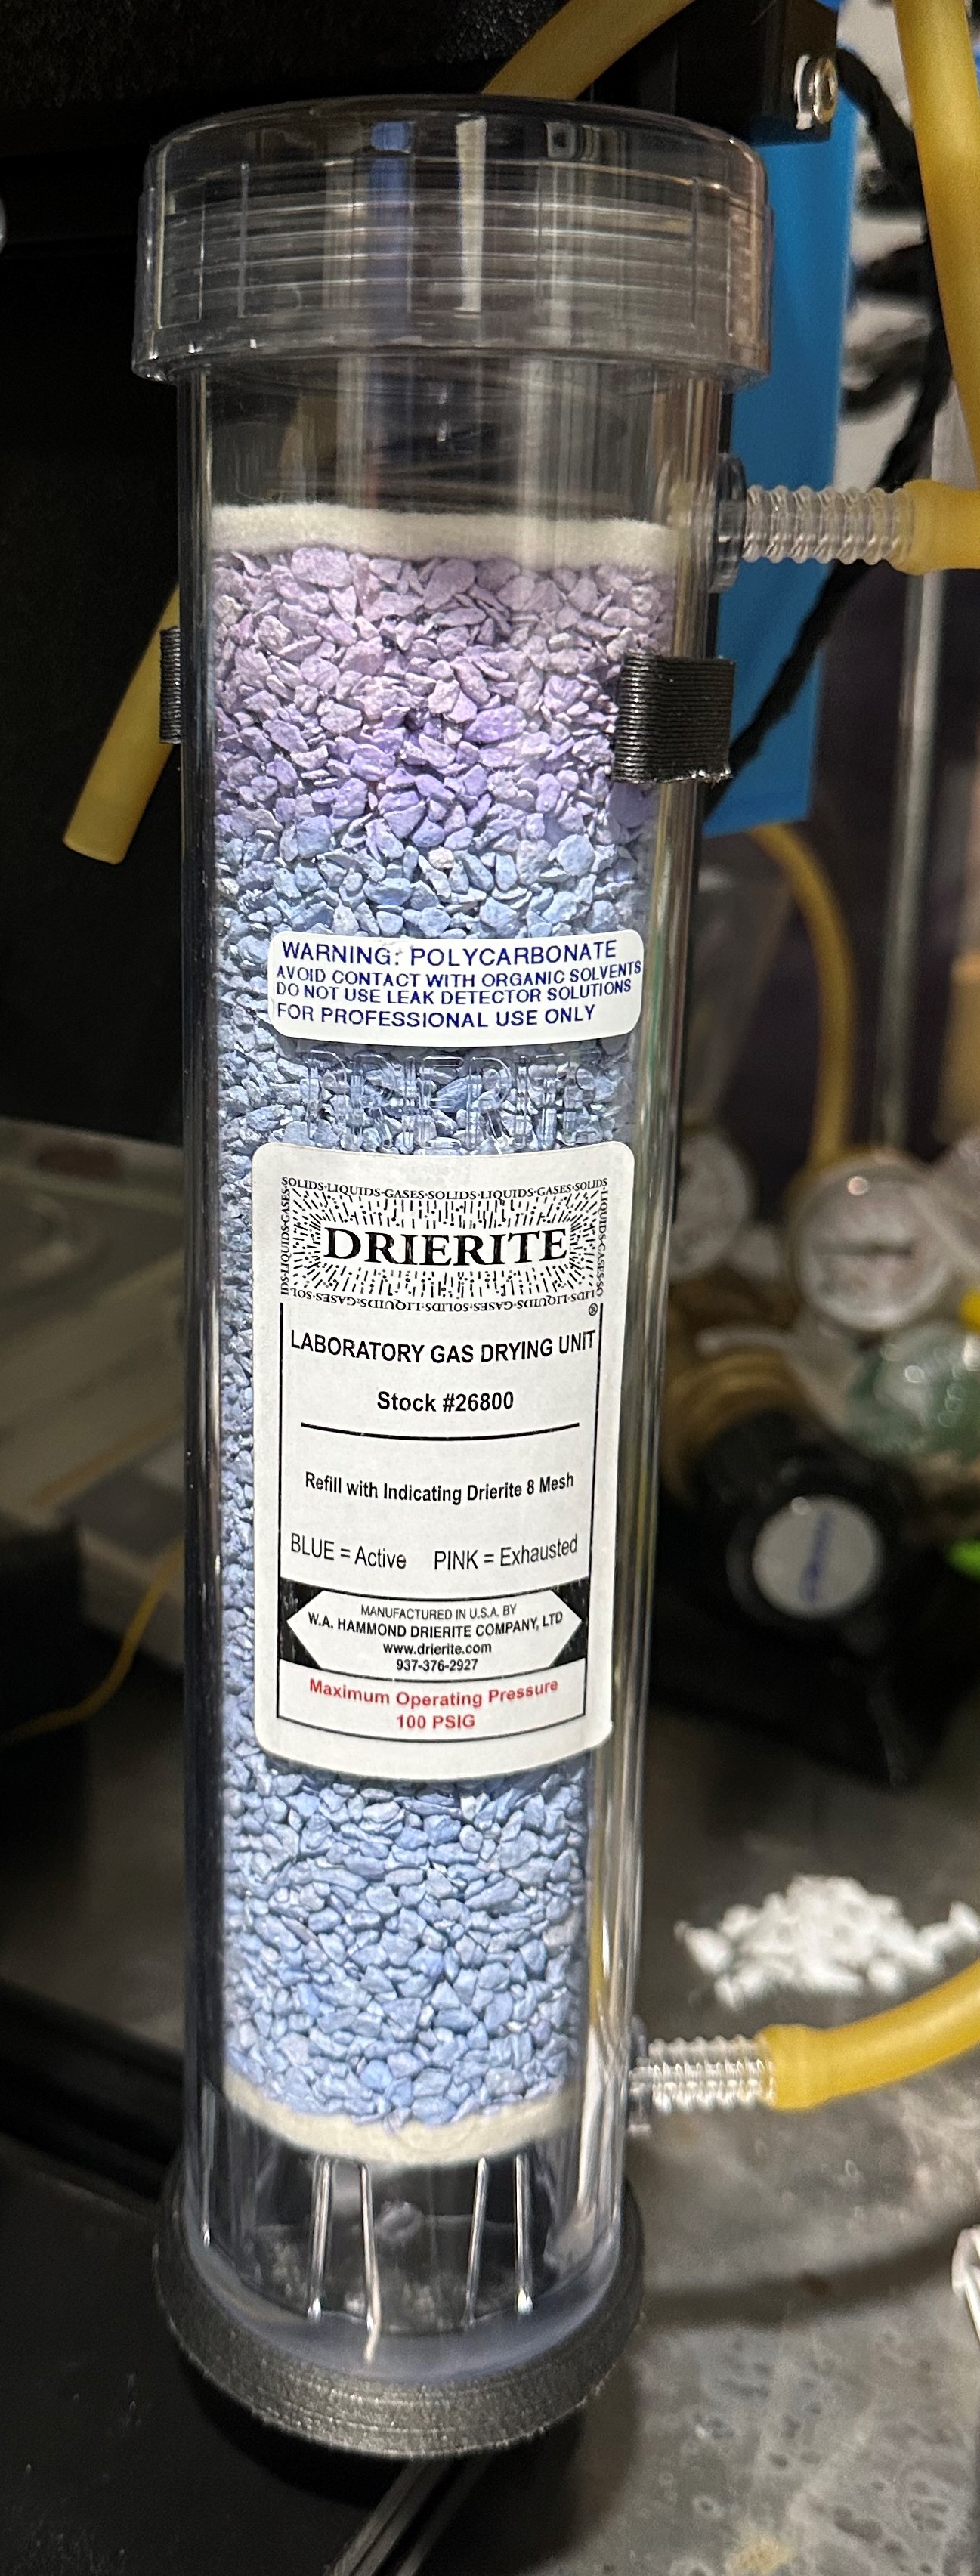 WARNING: POLYCARBONATE
AVOID CONTACT WITH ORGANIC SOLVENTS
DO NOT USE LEAK DETECTOR SOLUTIONS
FOR PROFESSIONAL USE ONLY
DRIERITE
SOLIDS·LIQUIDS·GASES·SOLIDS·LIQUIDS·GASES·SOLIDS
DRIERITE
®
LABORATORY GAS DRYING UNIT
Stock #26800
Refill with Indicating Drierite 8 Mesh
BLUE = Active PINK = Exhausted
MANUFACTURED IN U.S.A. BY
W.A. HAMMOND DRIERITE COMPANY, LTD
www.drierite.com
937-376-2927
Maximum Operating Pressure
100 PSIG